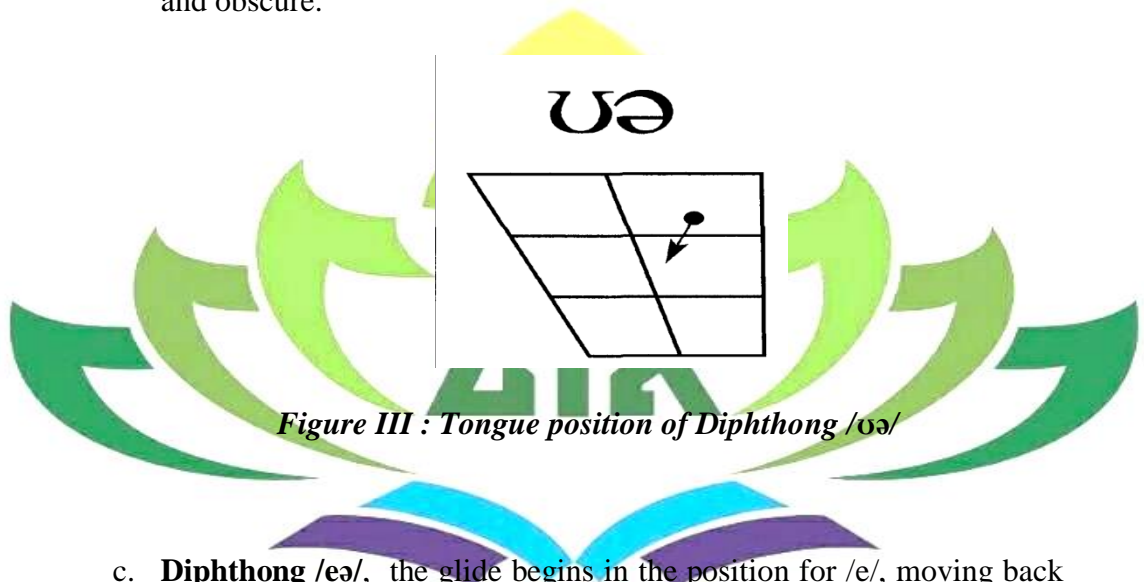 and obscure.
ʊə
Figure III : Tongue position of Diphthong /ʊə/
c. Diphthong /eə/, the glide begins in the position for /e/, moving back